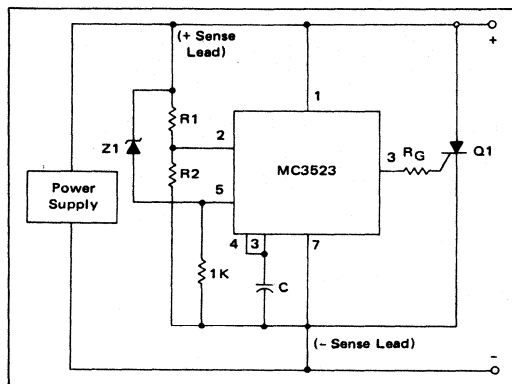 (+ Sense
Lead)
+
1
R1
Z1
2
3
RG
Q1
MC3523
R2
Power
Supply
5
4
3
7
1K
C
(- Sense Lead)
-